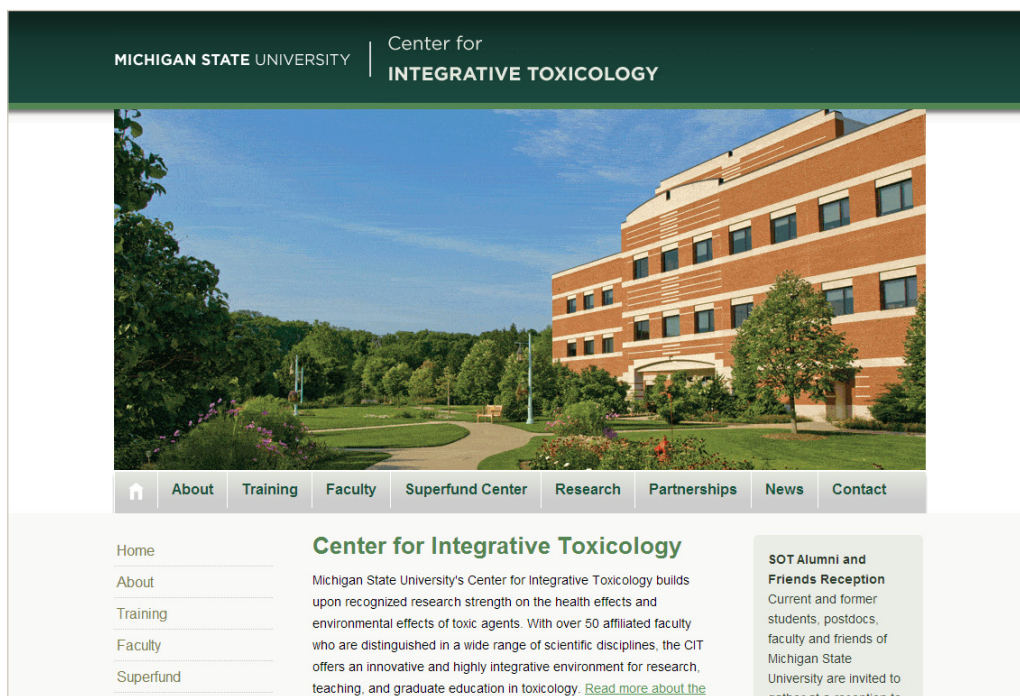 MICHIGAN STATE UNIVERSITY
Center for
INTEGRATIVE TOXICOLOGY
About Training Faculty Superfund Center Research Partnerships News Contact
Home
About
Training
Faculty
Superfund
Center for Integrative Toxicology
Michigan State University's Center for Integrative Toxicology builds
upon recognized research strength on the health effects and
environmental effects of toxic agents. With over 50 affiliated faculty
who are distinguished in a wide range of scientific disciplines, the CIT
offers an innovative and highly integrative environment for research,
teaching, and graduate education in toxicology. Read more about the
SOT Alumni and
Friends Reception
Current and former
students, postdocs,
faculty and friends of
Michigan State
University are invited to
gather at a reception to